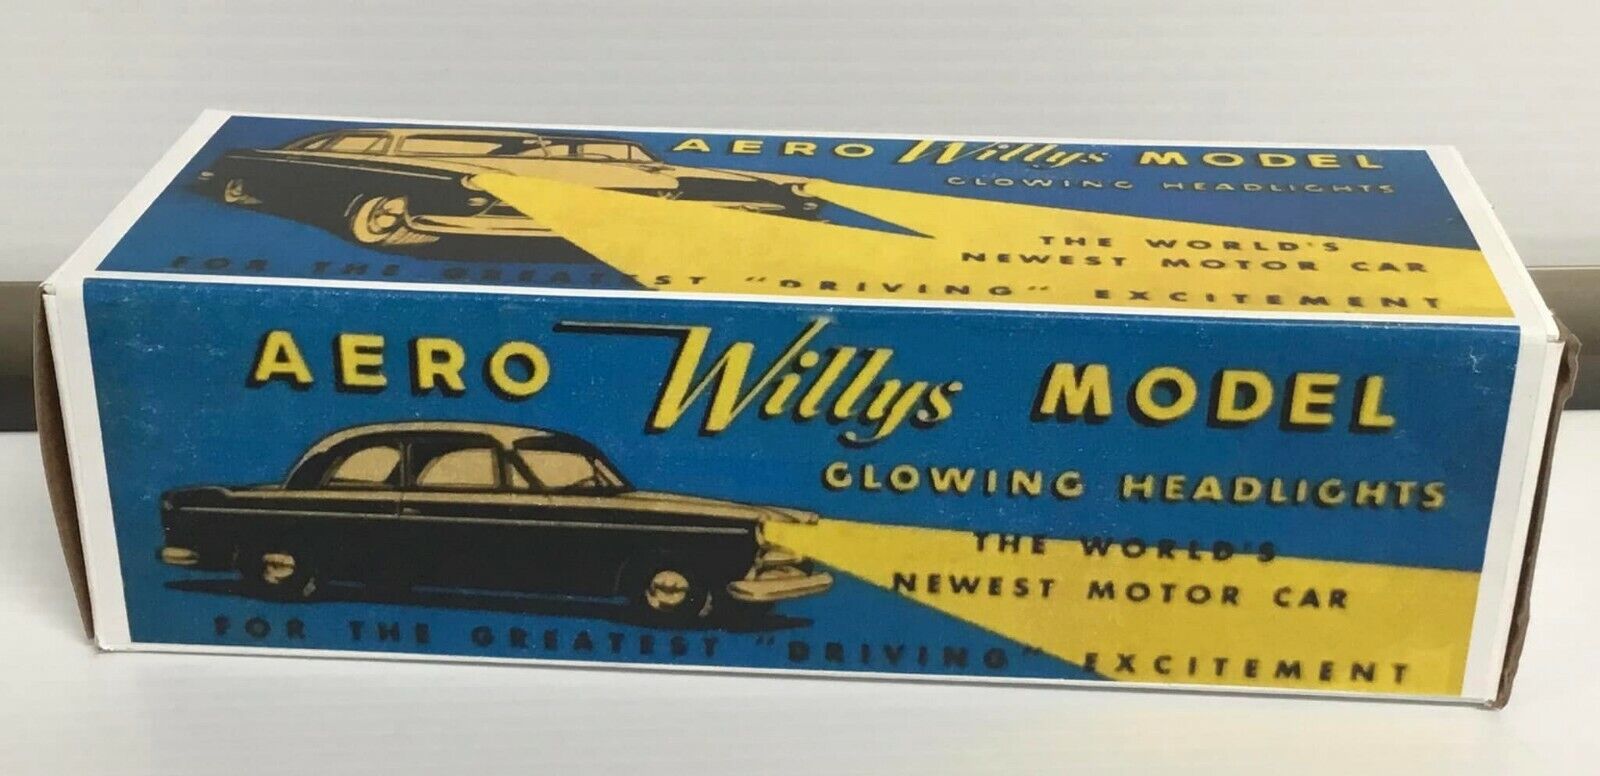 AERO Willys MODEL
GLOWING HEADLIGHTS
THE WORLD'S
NEWEST MOTOR CAR
FOR THE GREATEST "DRIVING" EXCITEMENT
AERO Willys MODEL
GLOWING HEADLIGHTS
THE WORLD'S
NEWEST MOTOR CAR
FOR THE GREATEST "DRIVING" EXCITEMENT